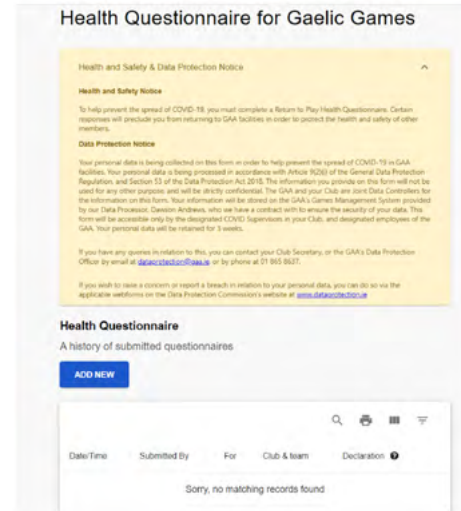 Health Questionnaire for Gaelic Games
Health and Safety & Data Protection Notice
Health and Safety Notice
To help prevent the spread of COVID-19, you must complete a Return to Play Health Questionnaire. Certain
responses will preclude you from returning to GAA facilities in order to protect the health and safety of other
members.
Data Protection Notice
Your personal data is being collected on this form in order to help prevent the spread of COVID-19 in GAA
facilities. Your personal data is being processed in accordance with Article 9(2)(i) of the General Data Protection
Regulation, and Section 53 of the Data Protection Act 2018. The information you provide on this form will not be
used for any other purpose and will be strictly confidential. The GAA and your Club are Joint Data Controllers for
the information on this form. Your information will be stored on the GAA's Games Management System provided
by our Data Processor, Dawson Andrews, who we have a contract with to ensure the security of your data. This
form will be accessible only by the designated COVID Supervisors in your Club, and designated employees of the
GAA. Your personal data will be retained for 3 weeks.
If you have any queries in relation to this, you can contact your Club Secretary, or the GAA's Data Protection
Officer by email at dataprotection@gaa.ie or by phone at 01 865 8637.
If you wish to raise a concern or report a breach in relation to your personal data, you can do so via the
applicable webforms on the Data Protection Commission's website at www.dataprotection.ie
Health Questionnaire
A history of submitted questionnaires
ADD NEW
Date/Time Submitted By For Club & team Declaration
Sorry, no matching records found